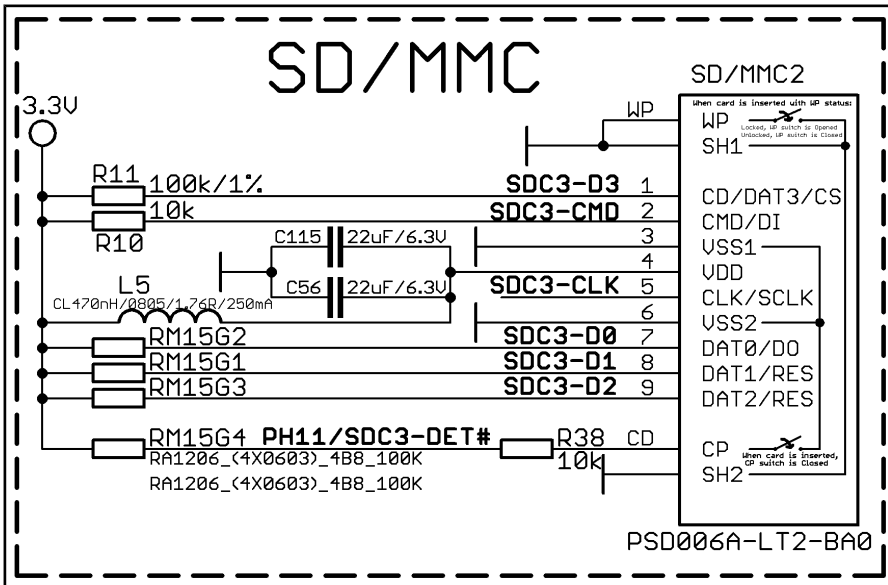 SD/MMC
SD/MMC2
3.3V
When card is inserted with WP status:
WP
WP
Locked, WP switch is Opened
Unlocked, WP switch is Closed
SH1
R11
100k/1%
SDC3-D3
1
CD/DAT3/CS
10k
R10
SDC3-CMD
2
CMD/DI
C115
22uF/6.3V
3
VSS1
4
VDD
L5
CL470nH/0805/1,76R/250mA
C56
22uF/6.3V
SDC3-CLK
5
CLK/SCLK
6
VSS2
RM15G2
SDC3-D0
7
DAT0/DO
RM15G1
SDC3-D1
8
DAT1/RES
RM15G3
SDC3-D2
9
DAT2/RES
RM15G4
PH11/SDC3-DET#
R38
10k
CD
CP
When card is inserted,
CP switch is Closed
RA1206_(4X0603)_4B8_100K
RA1206_(4X0603)_4B8_100K
SH2
PSD006A-LT2-BA0